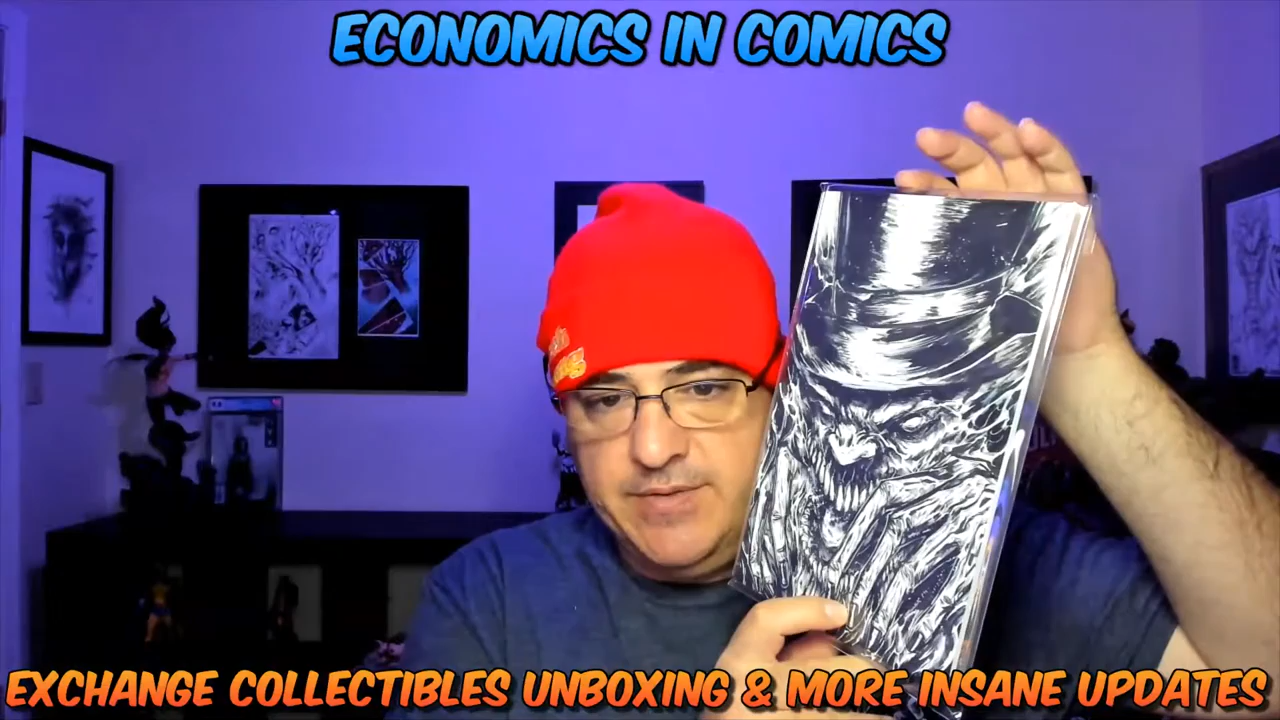 ECONOMICS IN COMICS
EXCHANGE COLLECTIBLES UNBOXING & MORE INSANE UPDATES